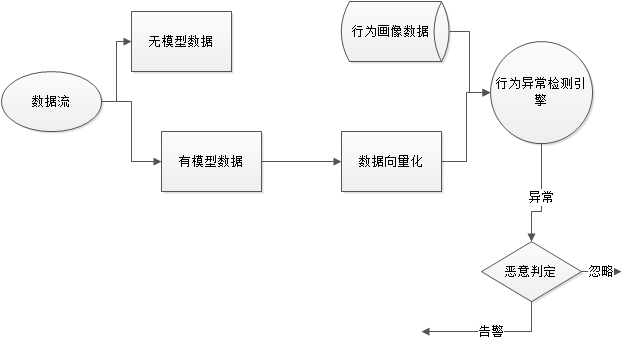 无模型数据
行为画像数据
数据流
行为异常检测引
擎
有模型数据
数据向量化
异常
恶意判定
忽略
告警